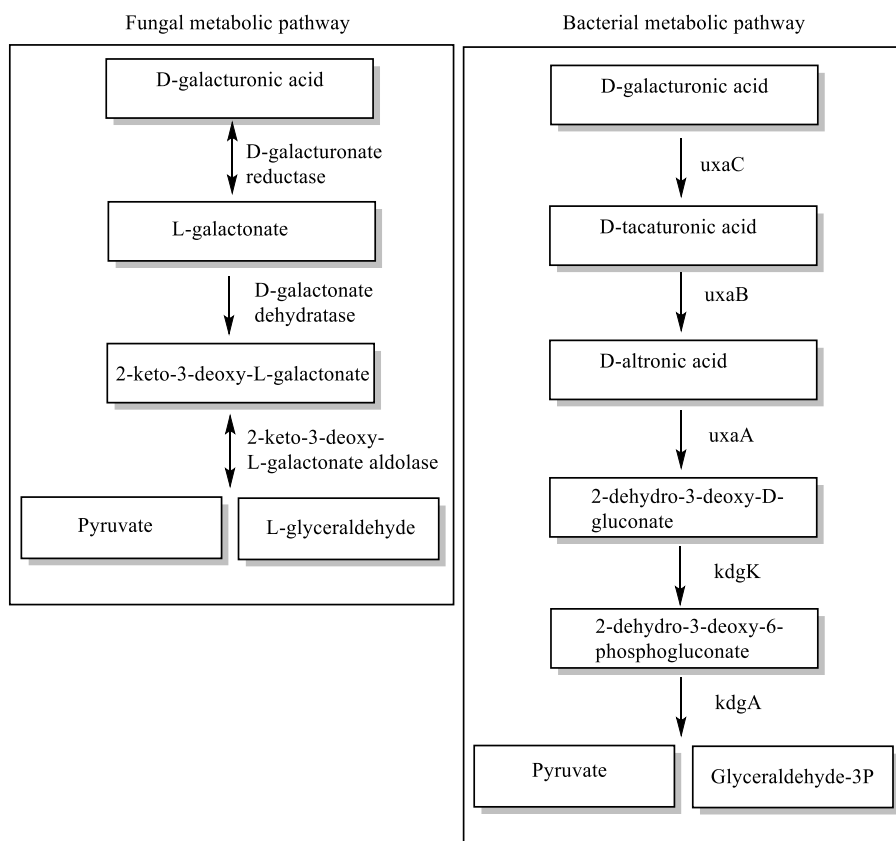 Fungal metabolic pathway
D-galacturonic acid
D-galacturonate
reductase
L-galactonate
D-galactonate
dehydratase
2-keto-3-deoxy-L-galactonate
2-keto-3-deoxy-
L-galactonate aldolase
Pyruvate
L-glyceraldehyde
Bacterial metabolic pathway
D-galacturonic acid
uxaC
D-tacaturonic acid
uxaB
D-altronic acid
uxaA
2-dehydro-3-deoxy-D-
gluconate
kdgK
2-dehydro-3-deoxy-6-
phosphogluconate
kdgA
Pyruvate
Glyceraldehyde-3P